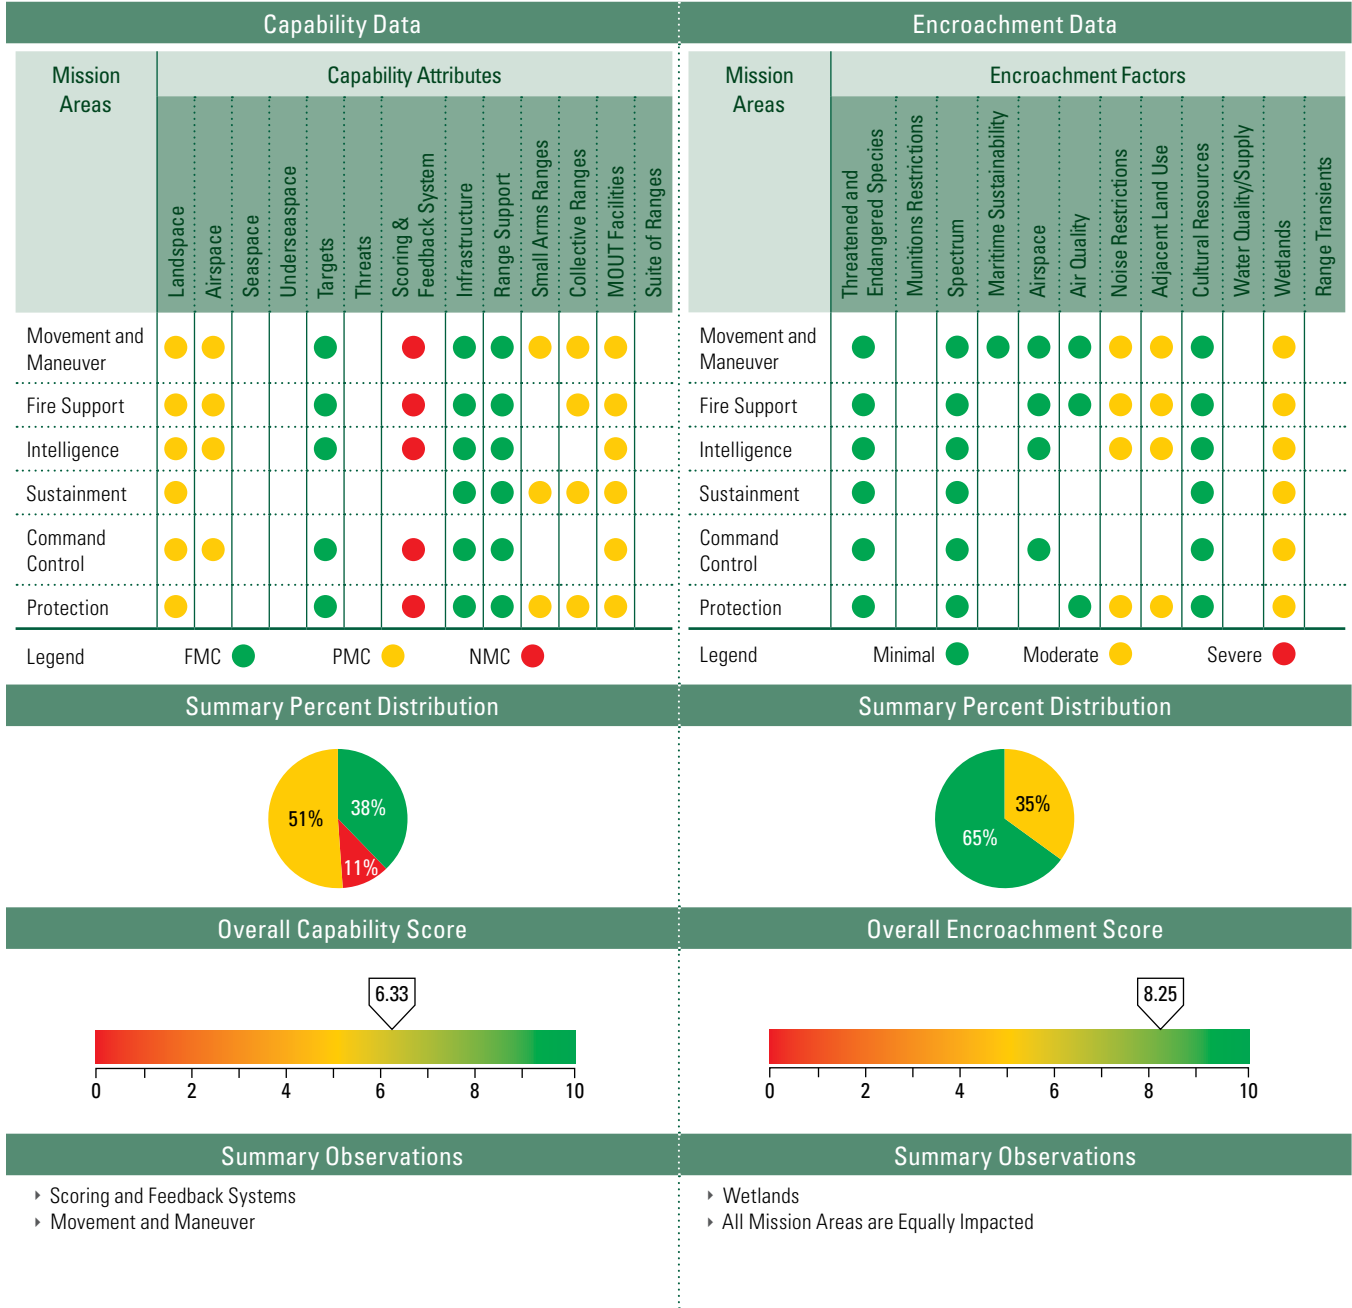 Capability Data
Mission
Areas
Capability Attributes
Landspace
Airspace
Seaspace
Underseaspace
Targets
Threats
Scoring &
Feedback System
Infrastructure
Range Support
Small Arms Ranges
Collective Ranges
MOUT Facilities
Suite of Ranges
Movement and
Maneuver
Fire Support
Intelligence
Sustainment
Command
Control
Protection
Legend
FMC
PMC
NMC
Summary Percent Distribution
51%
38%
11%
Overall Capability Score
6.33
0 2 4 6 8 10
Summary Observations
‣ Scoring and Feedback Systems
‣ Movement and Maneuver
Encroachment Data
Mission
Areas
Encroachment Factors
Threatened and
Endangered Species
Munitions Restrictions
Spectrum
Maritime Sustainability
Airspace
Air Quality
Noise Restrictions
Adjacent Land Use
Cultural Resources
Water Quality/Supply
Wetlands
Range Transients
Movement and
Maneuver
Fire Support
Intelligence
Sustainment
Command
Control
Protection
Legend
Minimal
Moderate
Severe
Summary Percent Distribution
35%
65%
Overall Encroachment Score
8.25
0 2 4 6 8 10
Summary Observations
‣ Wetlands
‣ All Mission Areas are Equally Impacted